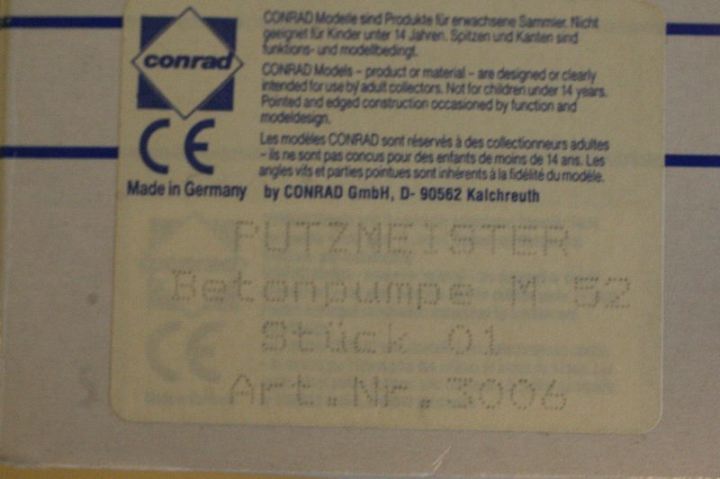 conrad
CE
Made in Germany
CONRAD Modelle sind Produkte für erwachsene Sammler. Nicht
geeignet für Kinder unter 14 Jahren. Spitzen und Kanten sind
funktions- und modellbedingt.
CONRAD Models – product or material – are designed or clearly
intended for use by adult collectors. Not for children under 14 years.
Pointed and edged construction occasioned by function and
modeldesign.
Les modèles CONRAD sont réservés à des collectionneurs adultes
– ils ne sont pas concus pour des enfants de moins de 14 ans. Les
angles vifs et parties pointues sont inhérents à la fidélité du modèle.
by CONRAD GmbH, D- 90562 Kalchreuth
PUTZMEISTER
Betonpumpe M 52
Stück 01
Art.Nr.3006